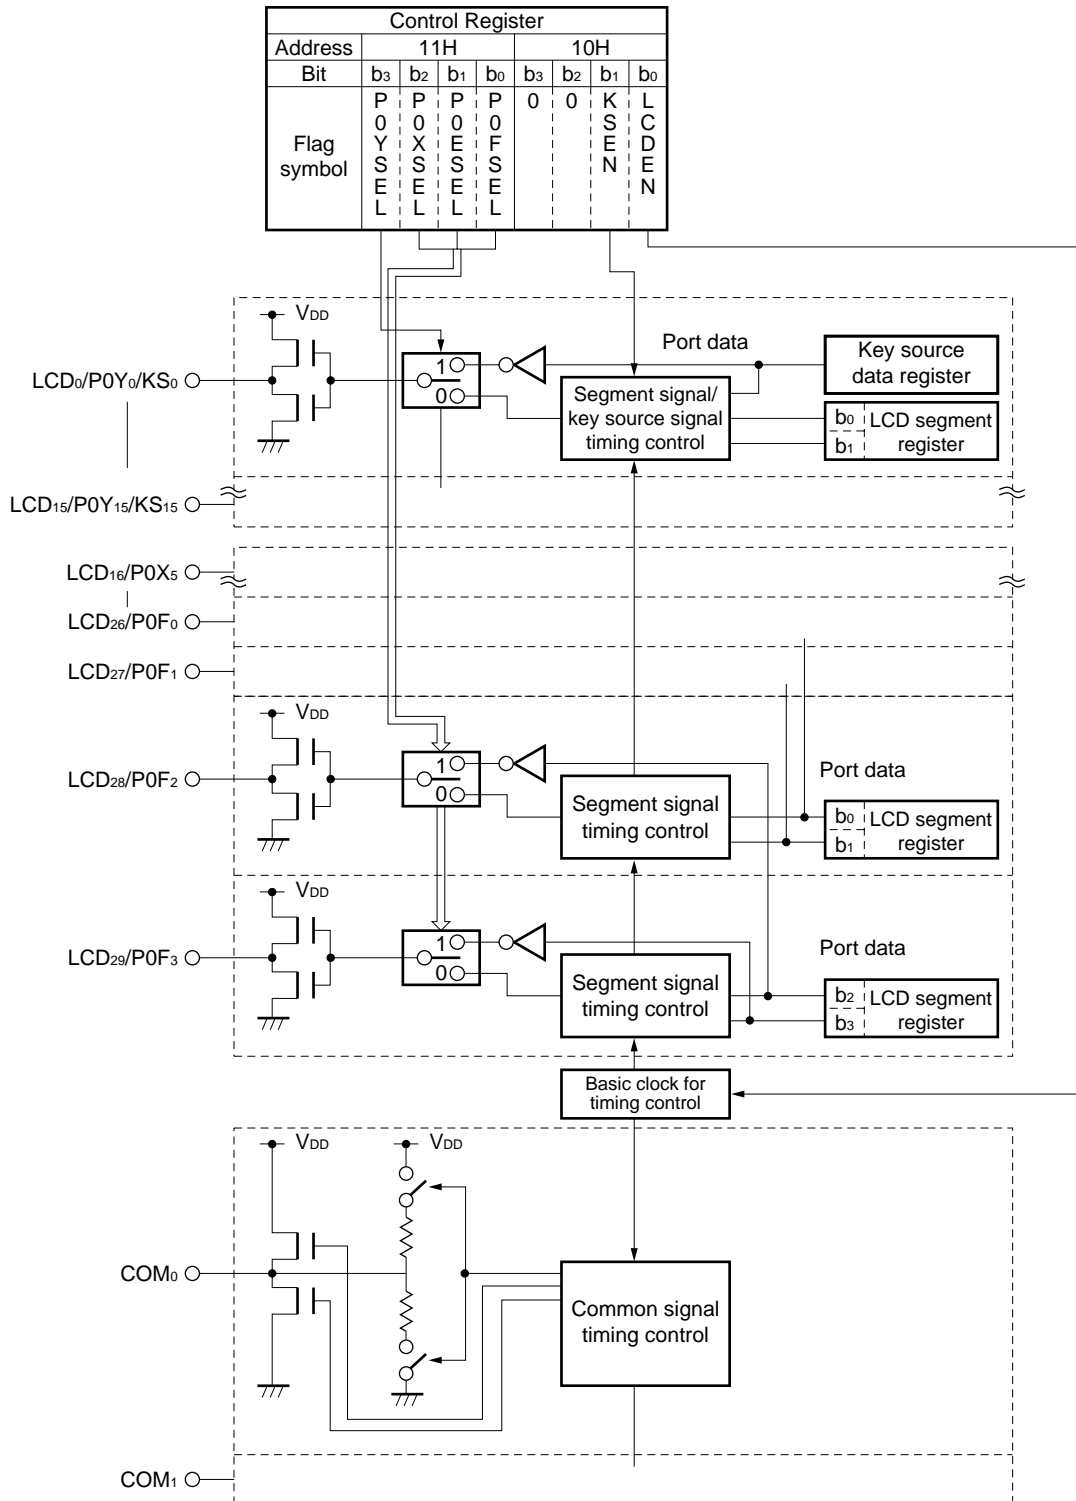 Control Register
Address 11H 10H
Bit b3 b2 b1 b0 b3 b2 b1 b0
Flag symbol P0YSEL P0XSEL P0ESEL P0FSEL 0 0 KSEN LCDEN
VDD
Port data
Key source
data register
1
LCD0/P0Y0/KS0
0
Segment signal/
key source signal
timing control
b0 LCD segment
b1 register
LCD15/P0Y15/KS15
LCD16/P0X5
LCD26/P0F0
LCD27/P0F1
VDD
1
LCD28/P0F2
0
Port data
Segment signal
timing control
b0 LCD segment
b1 register
VDD
1
LCD29/P0F3
0
Port data
Segment signal
timing control
b2 LCD segment
b3 register
Basic clock for
timing control
VDD VDD
COM0
Common signal
timing control
COM1